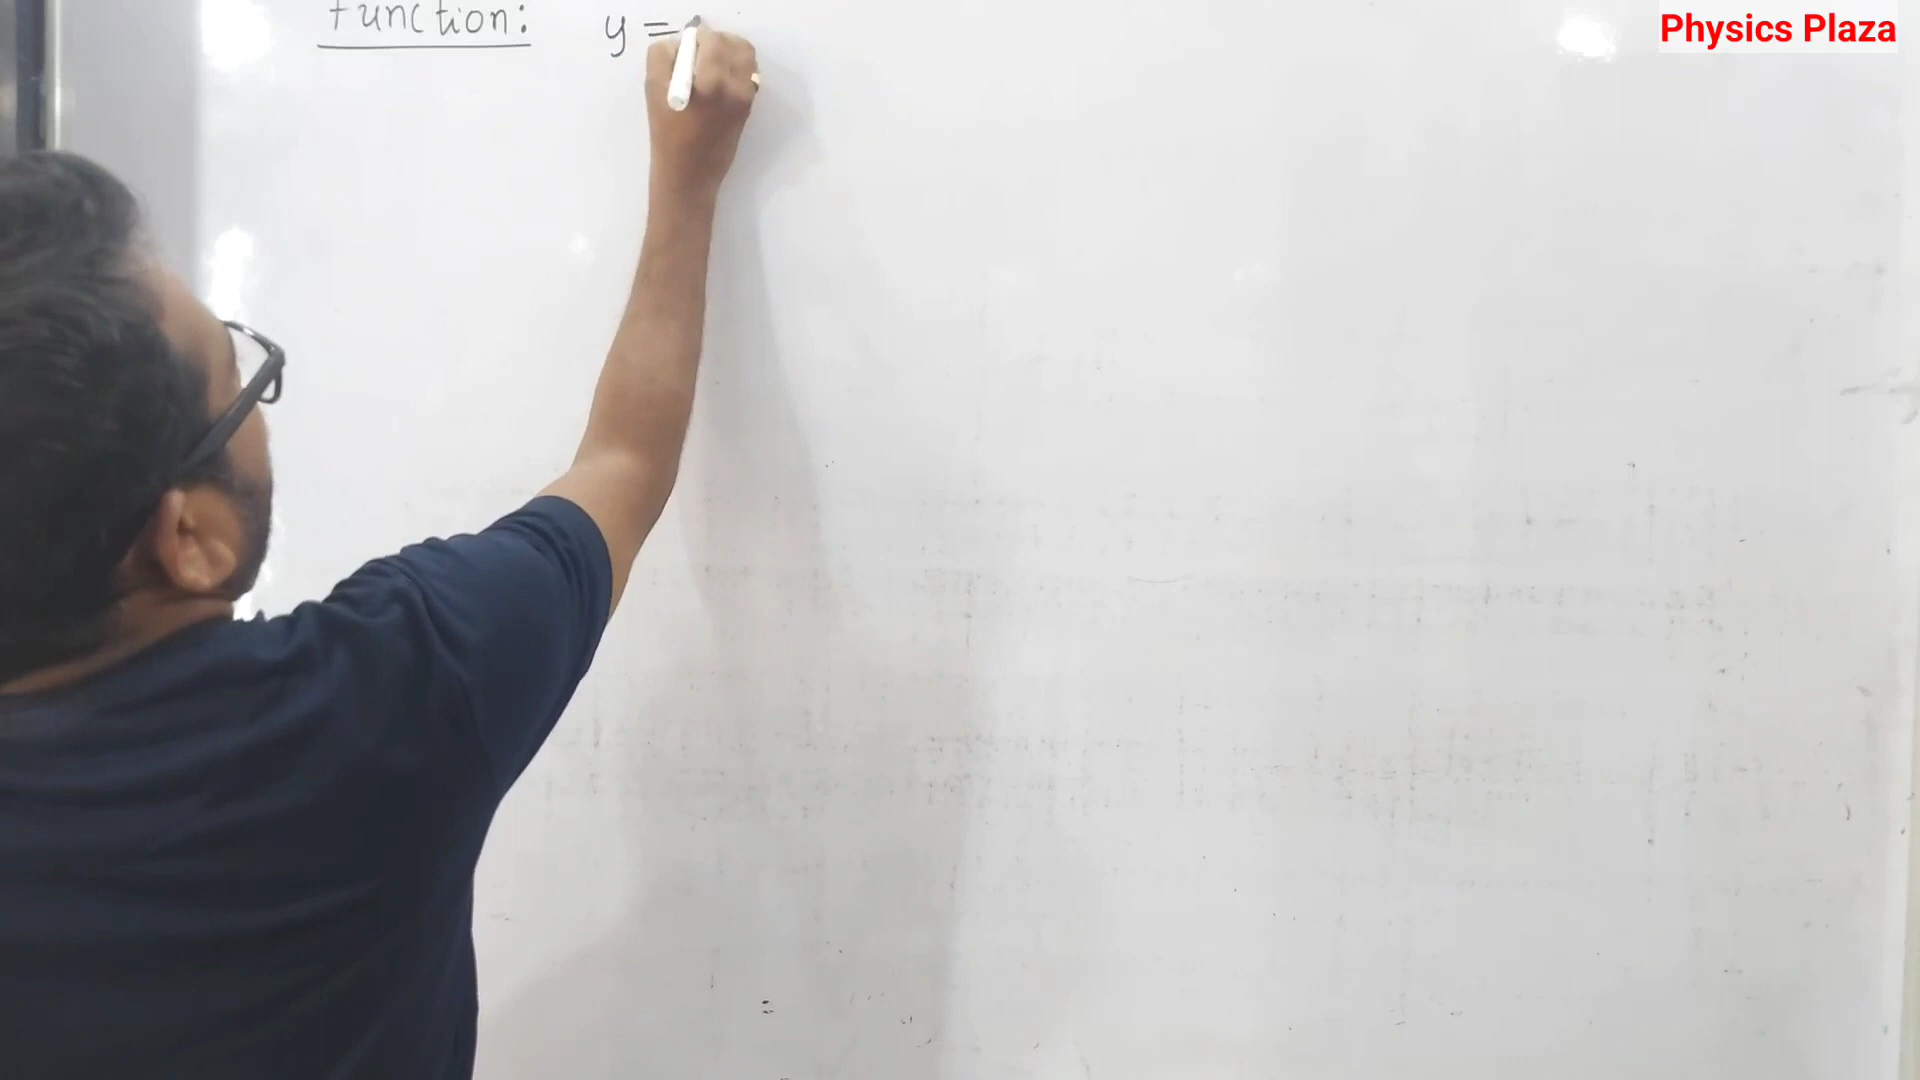 Function: y =
Physics Plaza